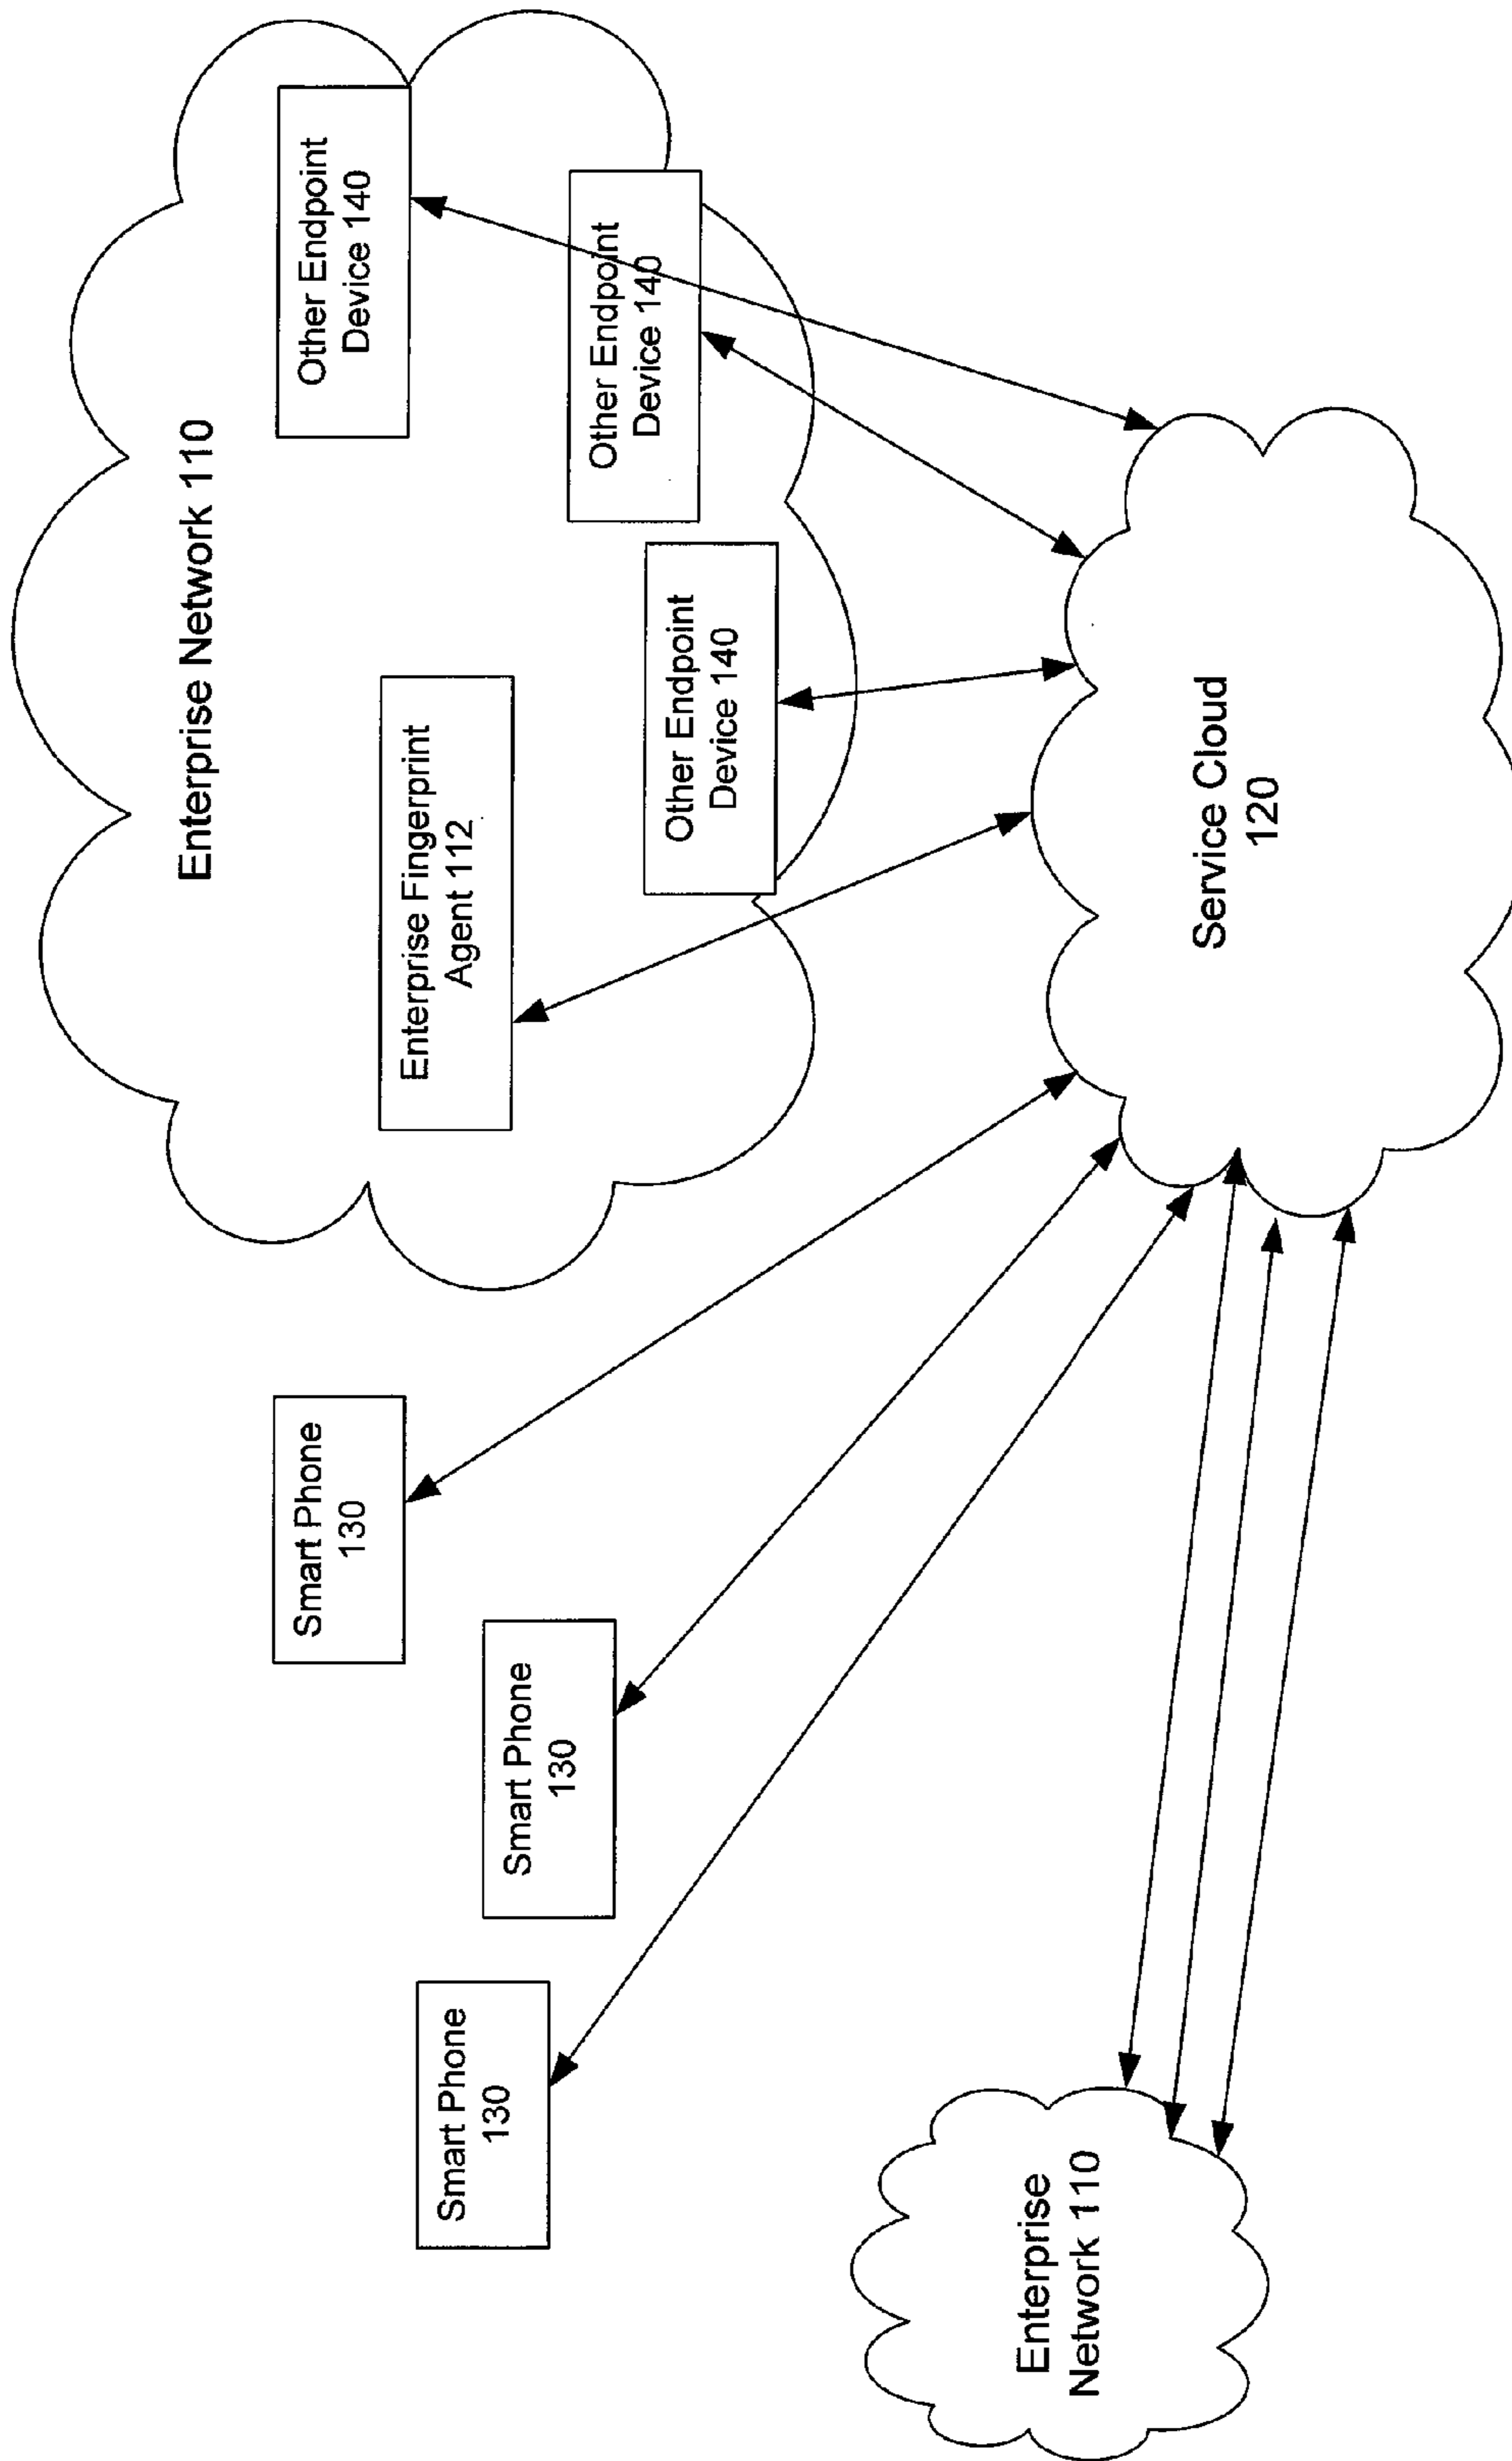 Enterprise Network 110
Other Endpoint
Device 140
Other Endpoint
Device 140
Other Endpoint
Device 140
Enterprise Fingerprint
Agent 112
Smart Phone
130
Smart Phone
130
Smart Phone
130
Service Cloud
120
Enterprise
Network 110